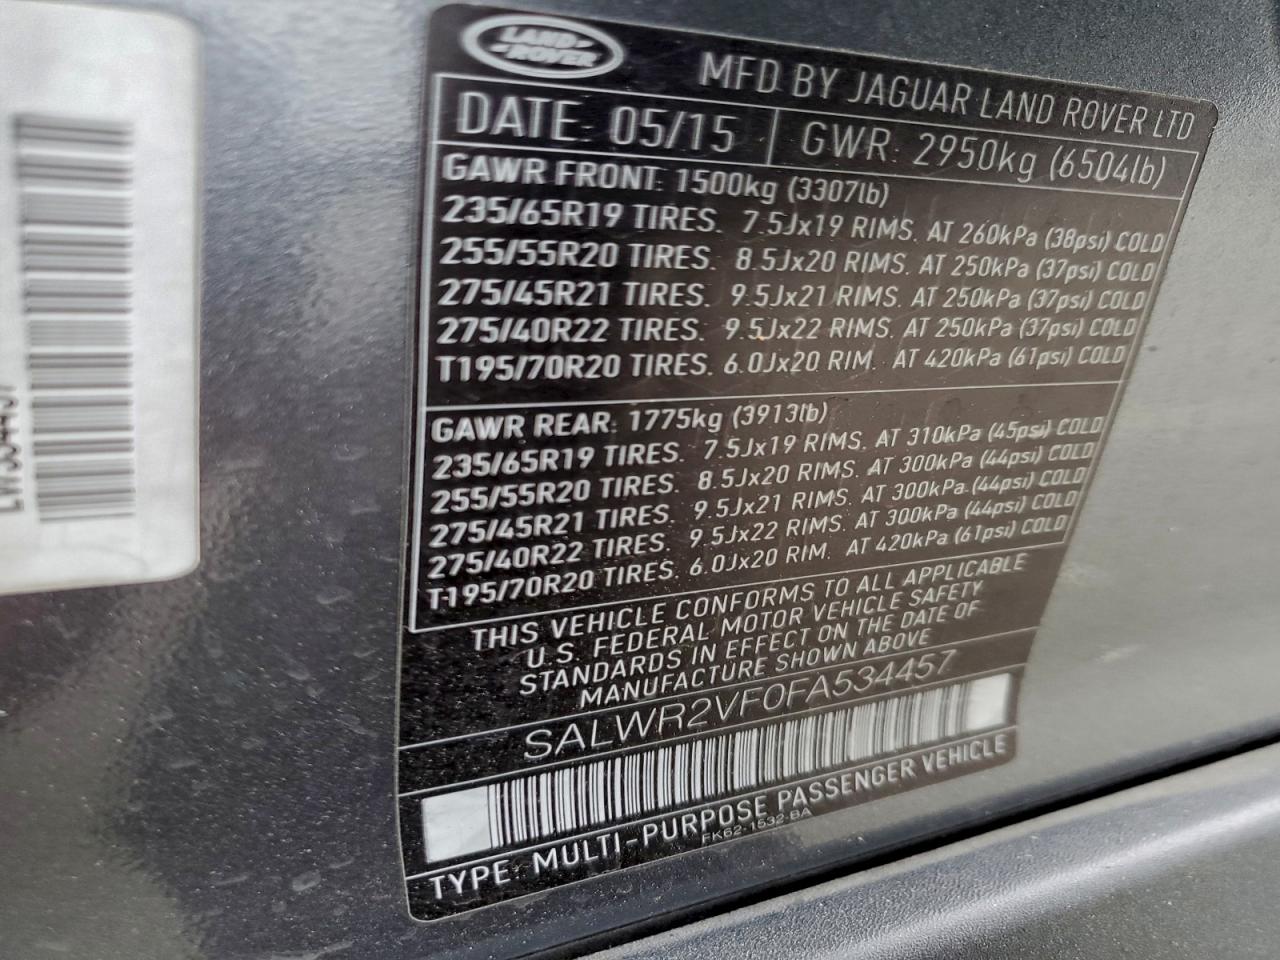 LAND-
-ROVER
MFD BY JAGUAR LAND ROVER LTD
DATE: 05/15 GWR: 2950kg (6504lb)
GAWR FRONT: 1500kg (3307lb)
235/65R19 TIRES. 7.5Jx19 RIMS. AT 260kPa (38psi) COLD
255/55R20 TIRES. 8.5Jx20 RIMS. AT 250kPa (37psi) COLD
275/45R21 TIRES. 9.5Jx21 RIMS. AT 250kPa (37psi) COLD
275/40R22 TIRES. 9.5Jx22 RIMS. AT 250kPa (37psi) COLD
T195/70R20 TIRES. 6.0Jx20 RIM. AT 420kPa (61psi) COLD
GAWR REAR: 1775kg (3913lb)
235/65R19 TIRES. 7.5Jx19 RIMS. AT 310kPa (45psi) COLD
255/55R20 TIRES. 8.5Jx20 RIMS. AT 300kPa (44psi) COLD
275/45R21 TIRES. 9.5Jx21 RIMS. AT 300kPa (44psi) COLD
275/40R22 TIRES. 9.5Jx22 RIMS. AT 300kPa (44psi) COLD
T195/70R20 TIRES. 6.0Jx20 RIM. AT 420kPa (61psi) COLD
THIS VEHICLE CONFORMS TO ALL APPLICABLE
U.S. FEDERAL MOTOR VEHICLE SAFETY
STANDARDS IN EFFECT ON THE DATE OF
MANUFACTURE SHOWN ABOVE
SALWR2VF0FA534457
TYPE: MULTI-PURPOSE PASSENGER VEHICLE
FK62-1532-BA